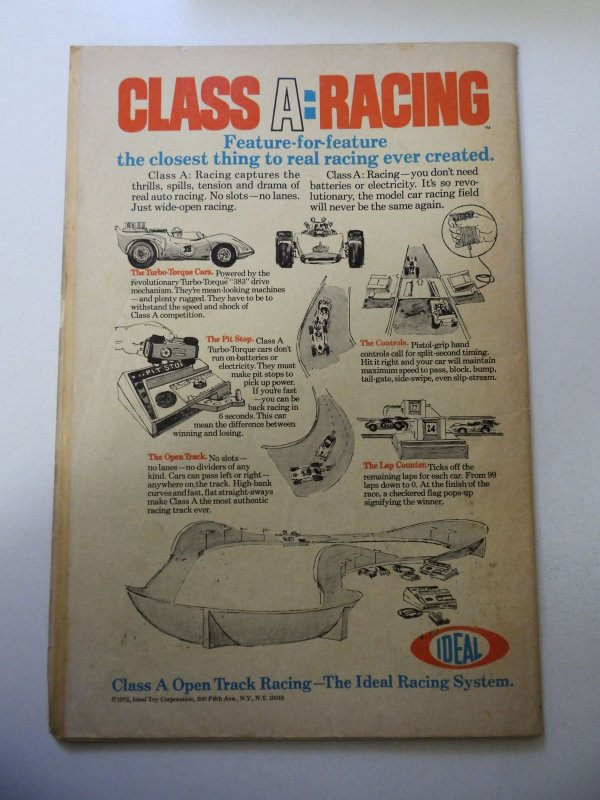 CLASS A: RACING ™
Feature-for-feature
the closest thing to real racing ever created.
Class A: Racing captures the
thrills, spills, tension and drama of
real auto racing. No slots—no lanes.
Just wide-open racing.
Class A: Racing—you don't need
batteries or electricity. It's so revo-
lutionary, the model car racing field
will never be the same again.
The Turbo-Torque Cars. Powered by the
revolutionary Turbo-Torque "383" drive
mechanism. They're mean-looking machines
—and plenty rugged. They have to be to
withstand the speed and shock of
Class A competition.
The Pit Stop. Class A
Turbo-Torque cars don't
run on batteries or
electricity. They must
make pit stops to
pick up power.
If you're fast
—you can be
back racing in
6 seconds. This can
mean the difference between
winning and losing.
PIT STOP
The Controls. Pistol-grip hand
controls call for split-second timing.
Hit it right and your car will maintain
maximum speed to pass, block, bump,
tail-gate, side-swipe, even slip-stream.
24
The Open Track. No slots—
no lanes—no dividers of any
kind. Cars can pass left or right—
anywhere on the track. High-bank
curves and fast, flat straight-aways
make Class A the most authentic
racing track ever.
The Lap Counter. Ticks off the
remaining laps for each car. From 99
laps down to 0. At the finish of the
race, a checkered flag pops-up
signifying the winner.
IDEAL
Class A Open Track Racing—The Ideal Racing System.
©1972, Ideal Toy Corporation, 200 Fifth Ave., N.Y., N.Y. 10010